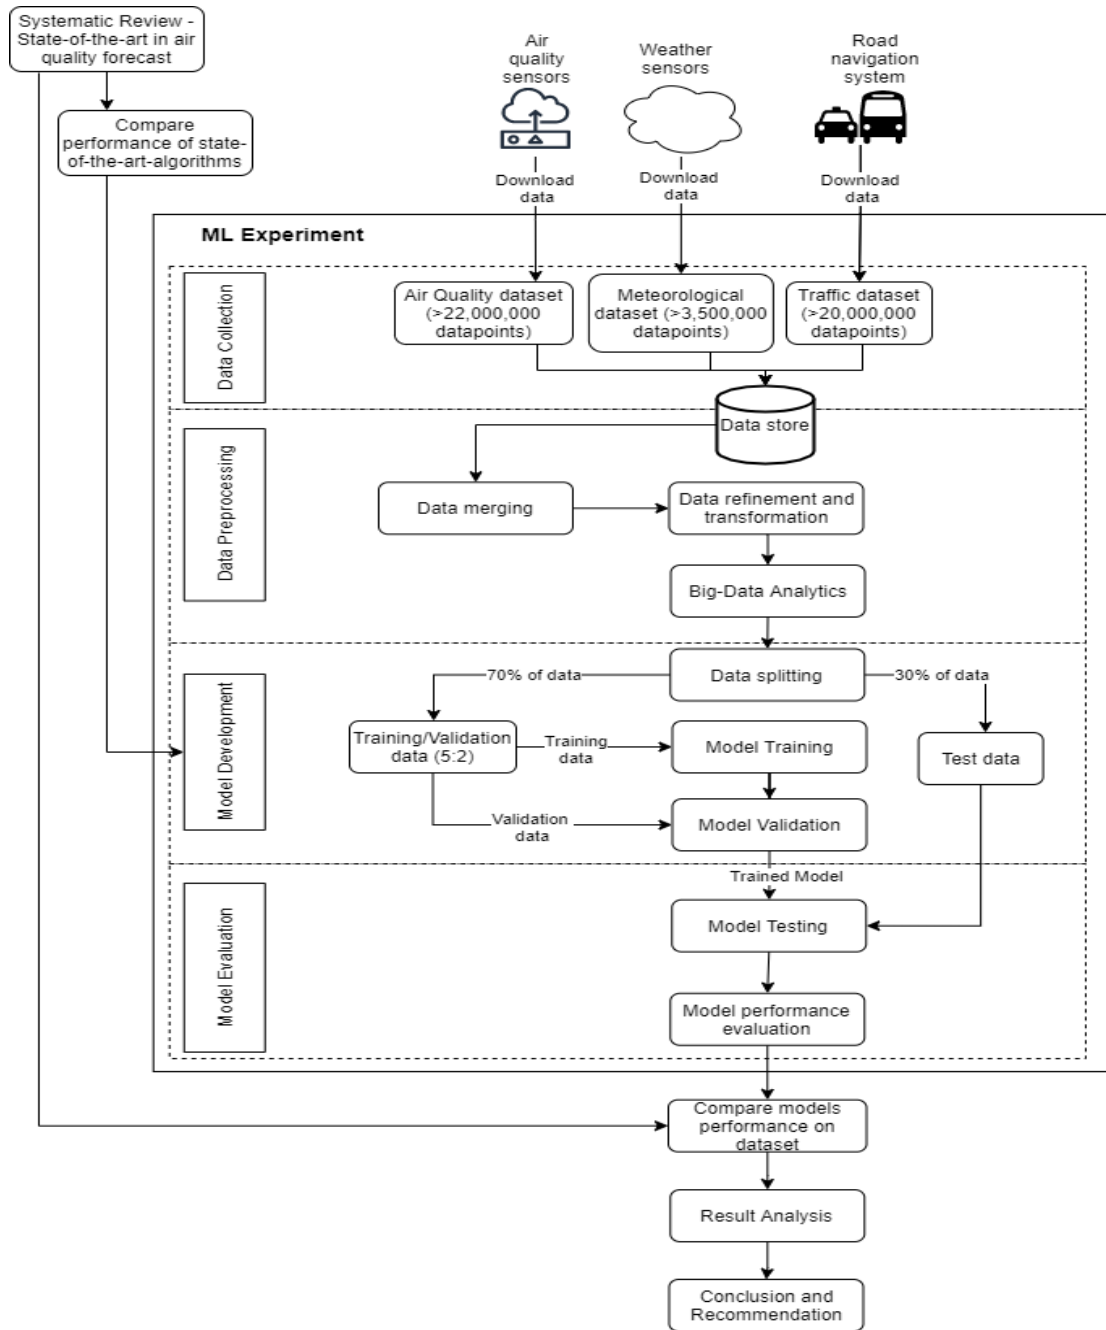 Systematic Review -
State-of-the-art in air
quality forecast
Compare
performance of state-
of-the-art-algorithms
Air
quality
sensors
Weather
sensors
Road
navigation
system
Download
data
Download
data
Download
data
ML Experiment
Data Collection
Air Quality dataset
(>22,000,000
datapoints)
Meteorological
dataset (>3,500,000
datapoints)
Traffic dataset
(>20,000,000
datapoints)
Data store
Data Preprocessing
Data merging
Data refinement and
transformation
Big-Data Analytics
Model Development
70% of data
Data splitting
30% of data
Training/Validation
data (5:2)
Training
data
Model Training
Test data
Validation
data
Model Validation
Trained Model
Model Evaluation
Model Testing
Model performance
evaluation
Compare models
performance on
dataset
Result Analysis
Conclusion and
Recommendation